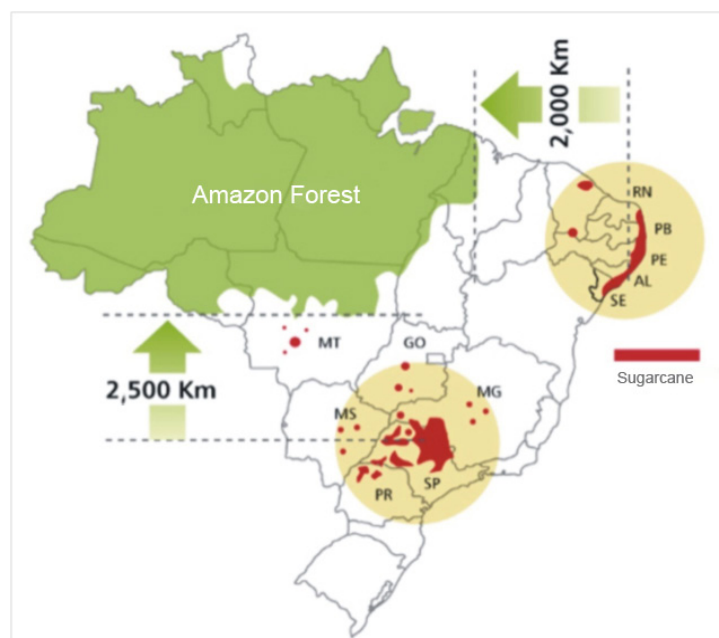 2,000 Km
Amazon Forest
RN
PB
PE
AL
SE
MT
GO
2,500 Km
MS
MG
Sugarcane
PR
SP